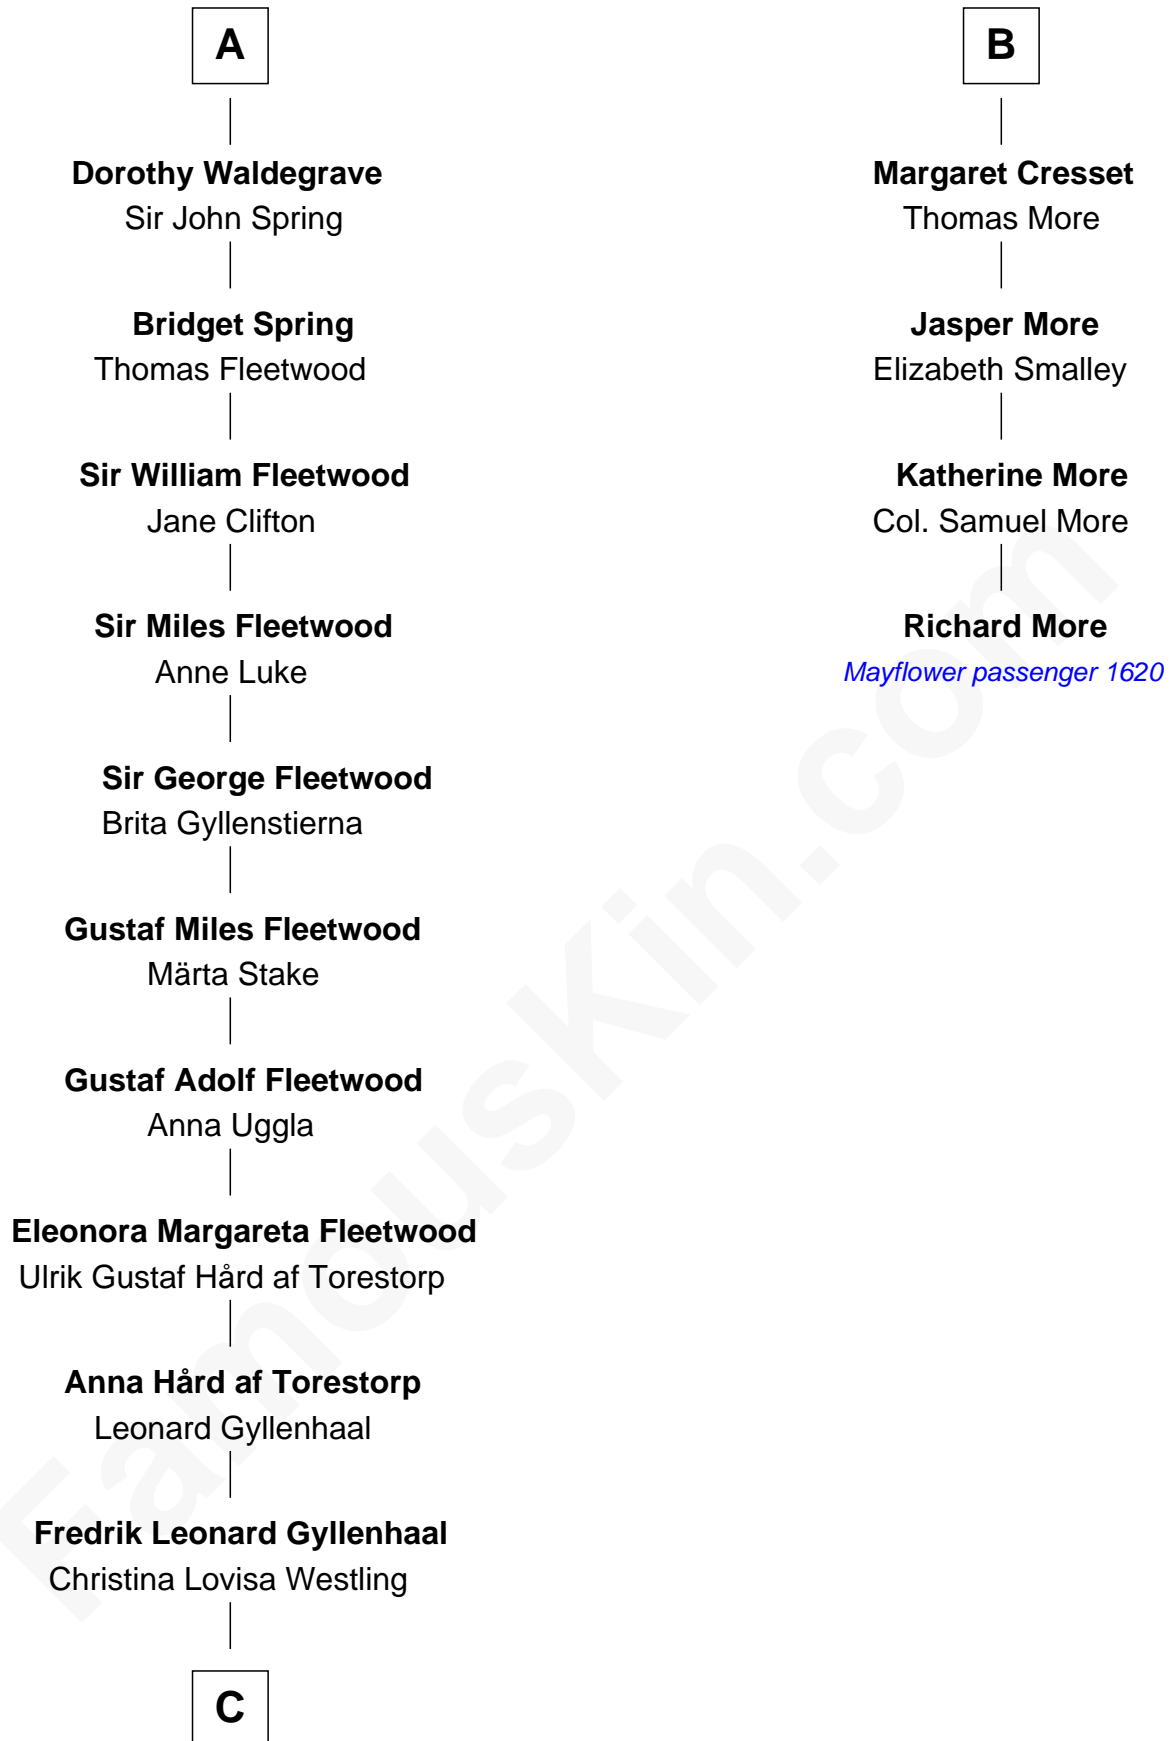 A
Dorothy Waldegrave
Sir John Spring
Bridget Spring
Thomas Fleetwood
Sir William Fleetwood
Jane Clifton
Sir Miles Fleetwood
Anne Luke
Sir George Fleetwood
Brita Gyllenstierna
Gustaf Miles Fleetwood
Märta Stake
Gustaf Adolf Fleetwood
Anna Uggla
Eleonora Margareta Fleetwood
Ulrik Gustaf Hård af Torestorp
Anna Hård af Torestorp
Leonard Gyllenhaal
Fredrik Leonard Gyllenhaal
Christina Lovisa Westling
C
B
Margaret Cresset
Thomas More
Jasper More
Elizabeth Smalley
Katherine More
Col. Samuel More
Richard More
Mayflower passenger 1620
FamousKin.com